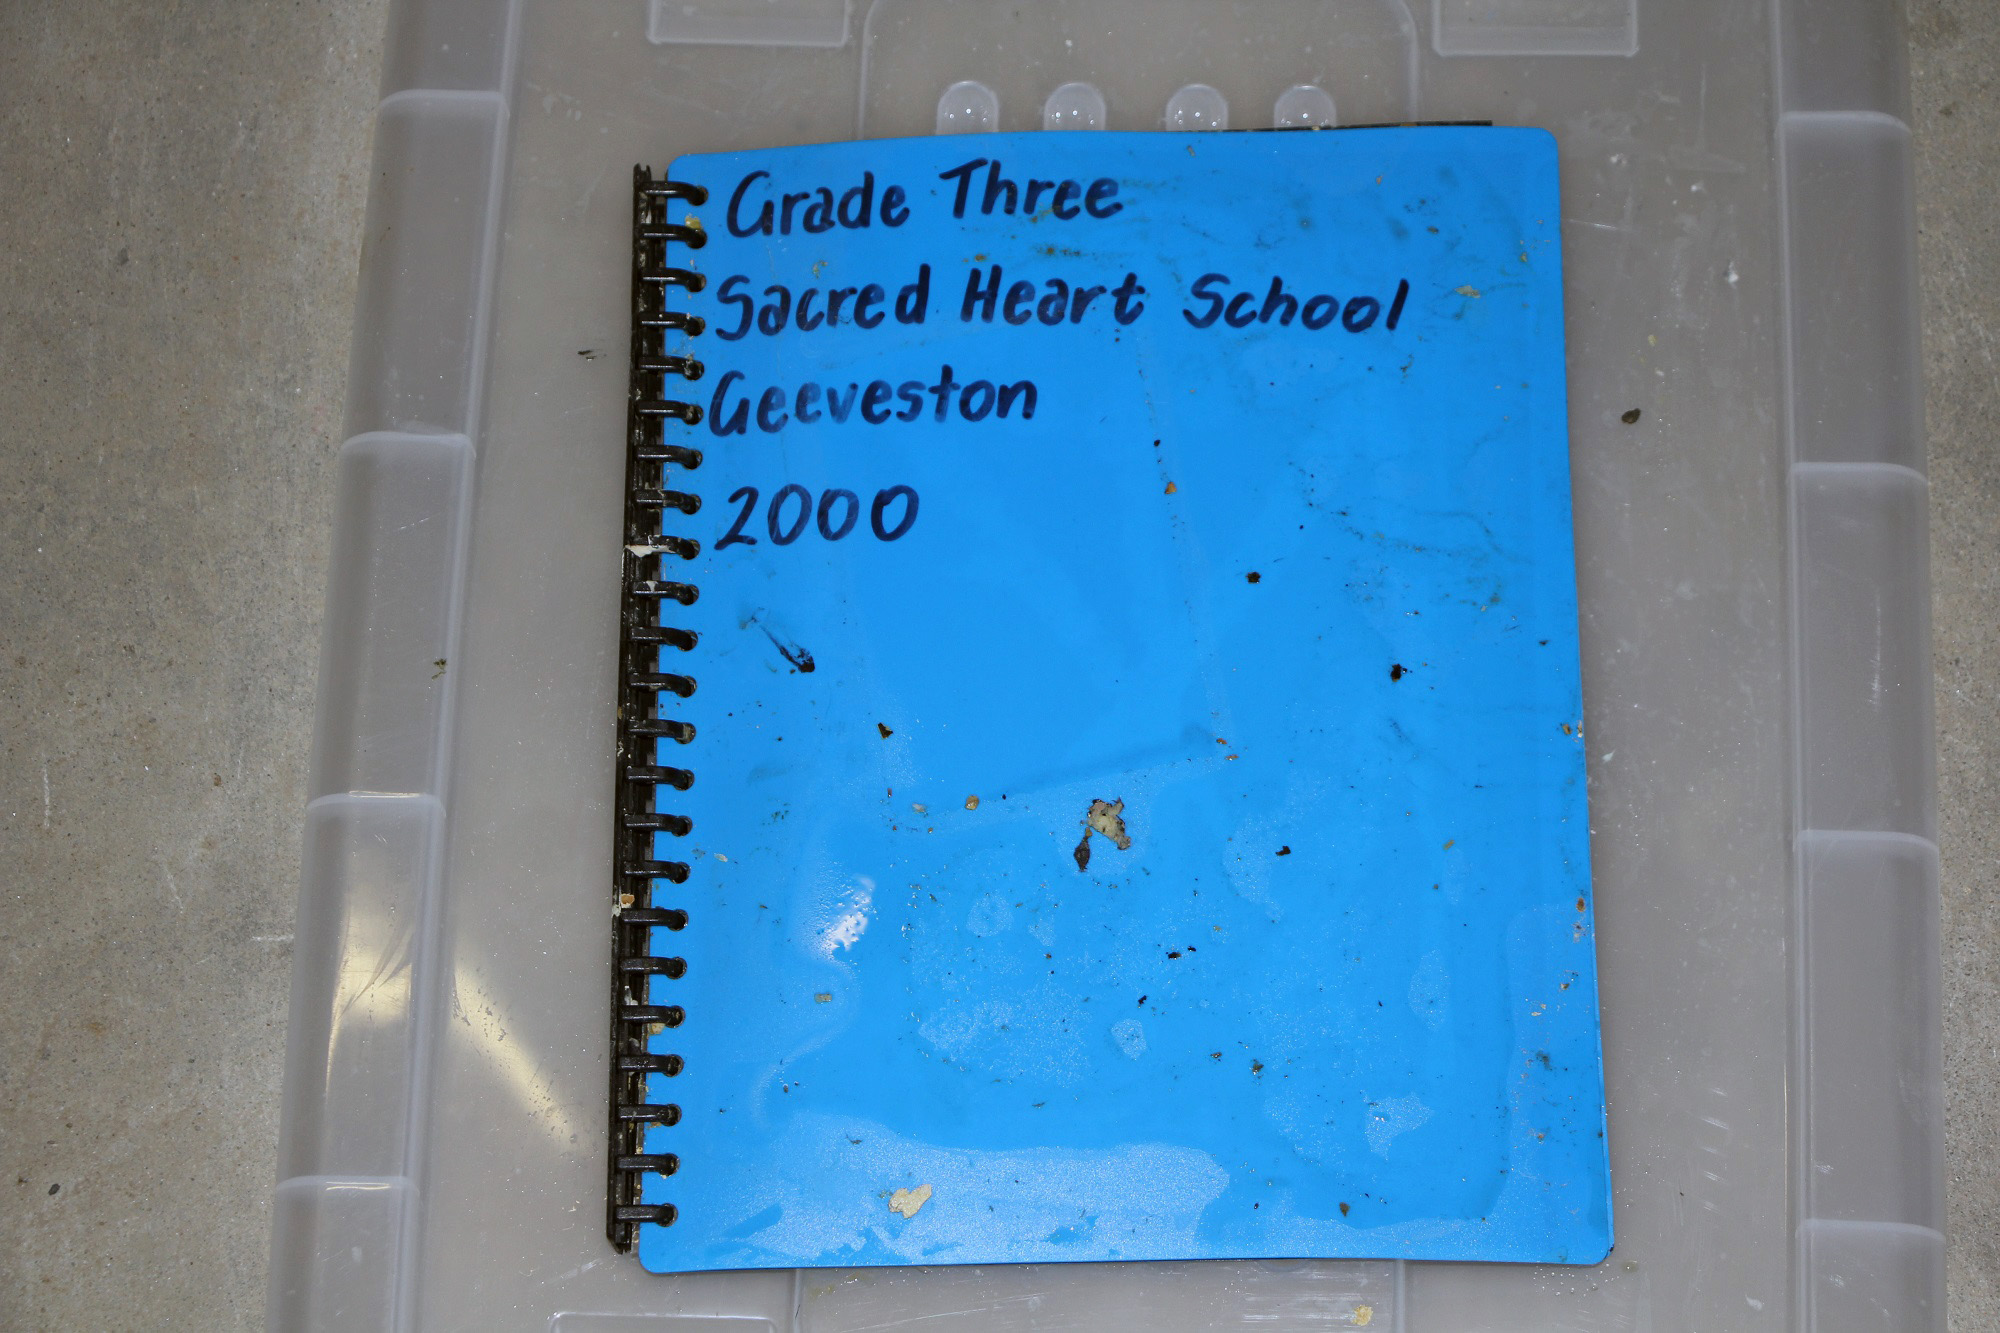 Grade Three
Sacred Heart School
Geeveston
2000